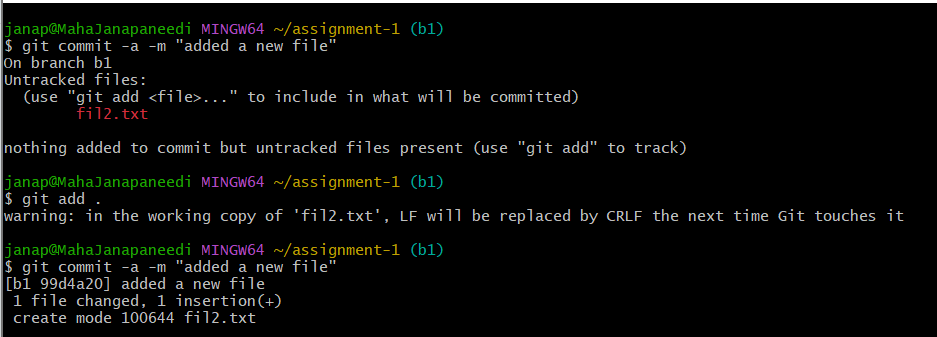 janap@MahaJanapaneedi MINGW64 ~/assignment-1 (b1)
$ git commit -a -m "added a new file"
On branch b1
Untracked files:
  (use "git add <file>..." to include in what will be committed)
        fil2.txt

nothing added to commit but untracked files present (use "git add" to track)

janap@MahaJanapaneedi MINGW64 ~/assignment-1 (b1)
$ git add .
warning: in the working copy of 'fil2.txt', LF will be replaced by CRLF the next time Git touches it

janap@MahaJanapaneedi MINGW64 ~/assignment-1 (b1)
$ git commit -a -m "added a new file"
[b1 99d4a20] added a new file
 1 file changed, 1 insertion(+)
 create mode 100644 fil2.txt